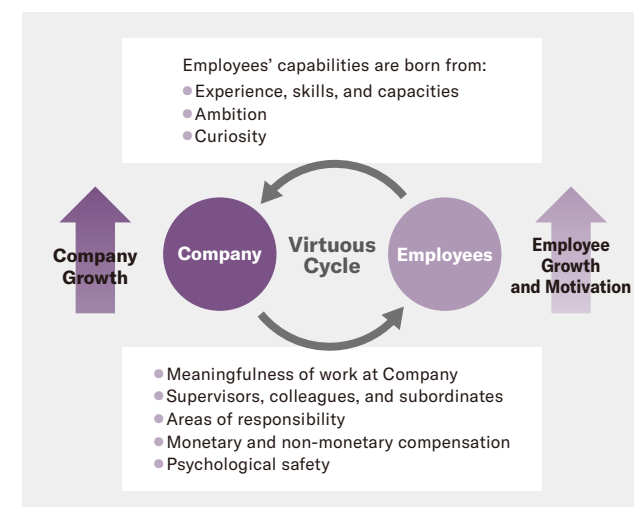 Employees’ capabilities are born from:
● Experience, skills, and capacities
● Ambition
● Curiosity
Company
Growth
Company
Virtuous
Cycle
Employees
Employee
Growth
and Motivation
● Meaningfulness of work at Company
● Supervisors, colleagues, and subordinates
● Areas of responsibility
● Monetary and non-monetary compensation
● Psychological safety